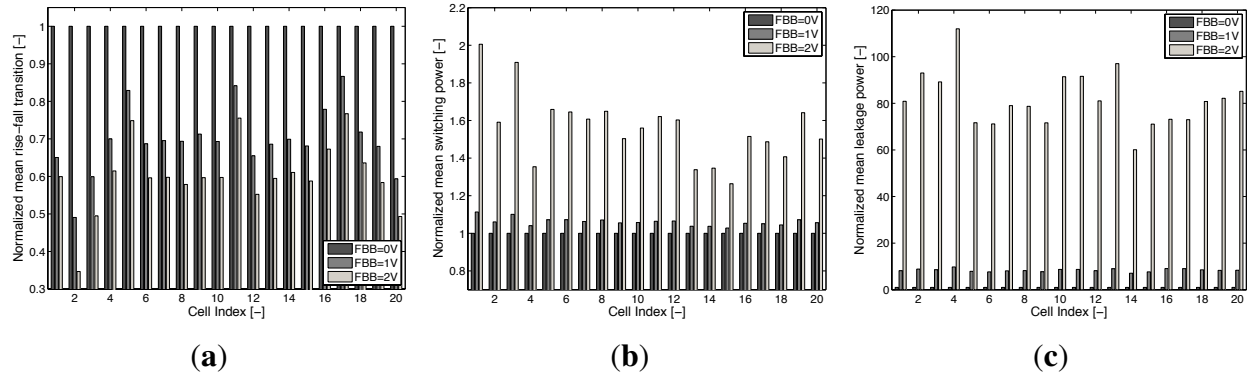 Normalized mean rise−fall transition [−]
1
0.9
0.8
0.7
0.6
0.5
0.4
0.3
2 4 6 8 10 12 14 16 18 20
Cell Index [−]
FBB=0V
FBB=1V
FBB=2V
(a)
Normalized mean switching power [−]
2.2
2
1.8
1.6
1.4
1.2
1
0.8
2 4 6 8 10 12 14 16 18 20
Cell Index [−]
FBB=0V
FBB=1V
FBB=2V
(b)
Normalized mean leakage power [−]
120
100
80
60
40
20
0
2 4 6 8 10 12 14 16 18 20
Cell Index [−]
FBB=0V
FBB=1V
FBB=2V
(c)